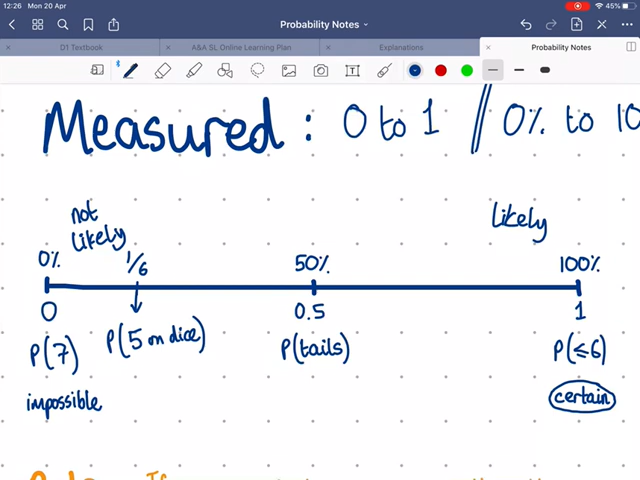 12:26 Mon 20 Apr
45%
Probability Notes
D1 Textbook
A&A SL Online Learning Plan
Explanations
Probability Notes
Measured: 0 to 1 // 0% to 10
not
likely
likely
0% 1/6 50% 100%
0 0.5 1
P(7) P(5 on dice) P(tails) P(≤6)
impossible
certain